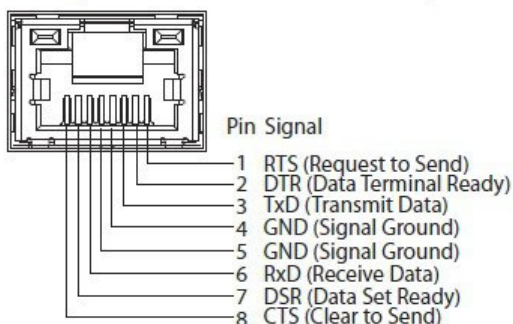 Pin Signal
1 RTS (Request to Send)
2 DTR (Data Terminal Ready)
3 TxD (Transmit Data)
4 GND (Signal Ground)
5 GND (Signal Ground)
6 RxD (Receive Data)
7 DSR (Data Set Ready)
8 CTS (Clear to Send)